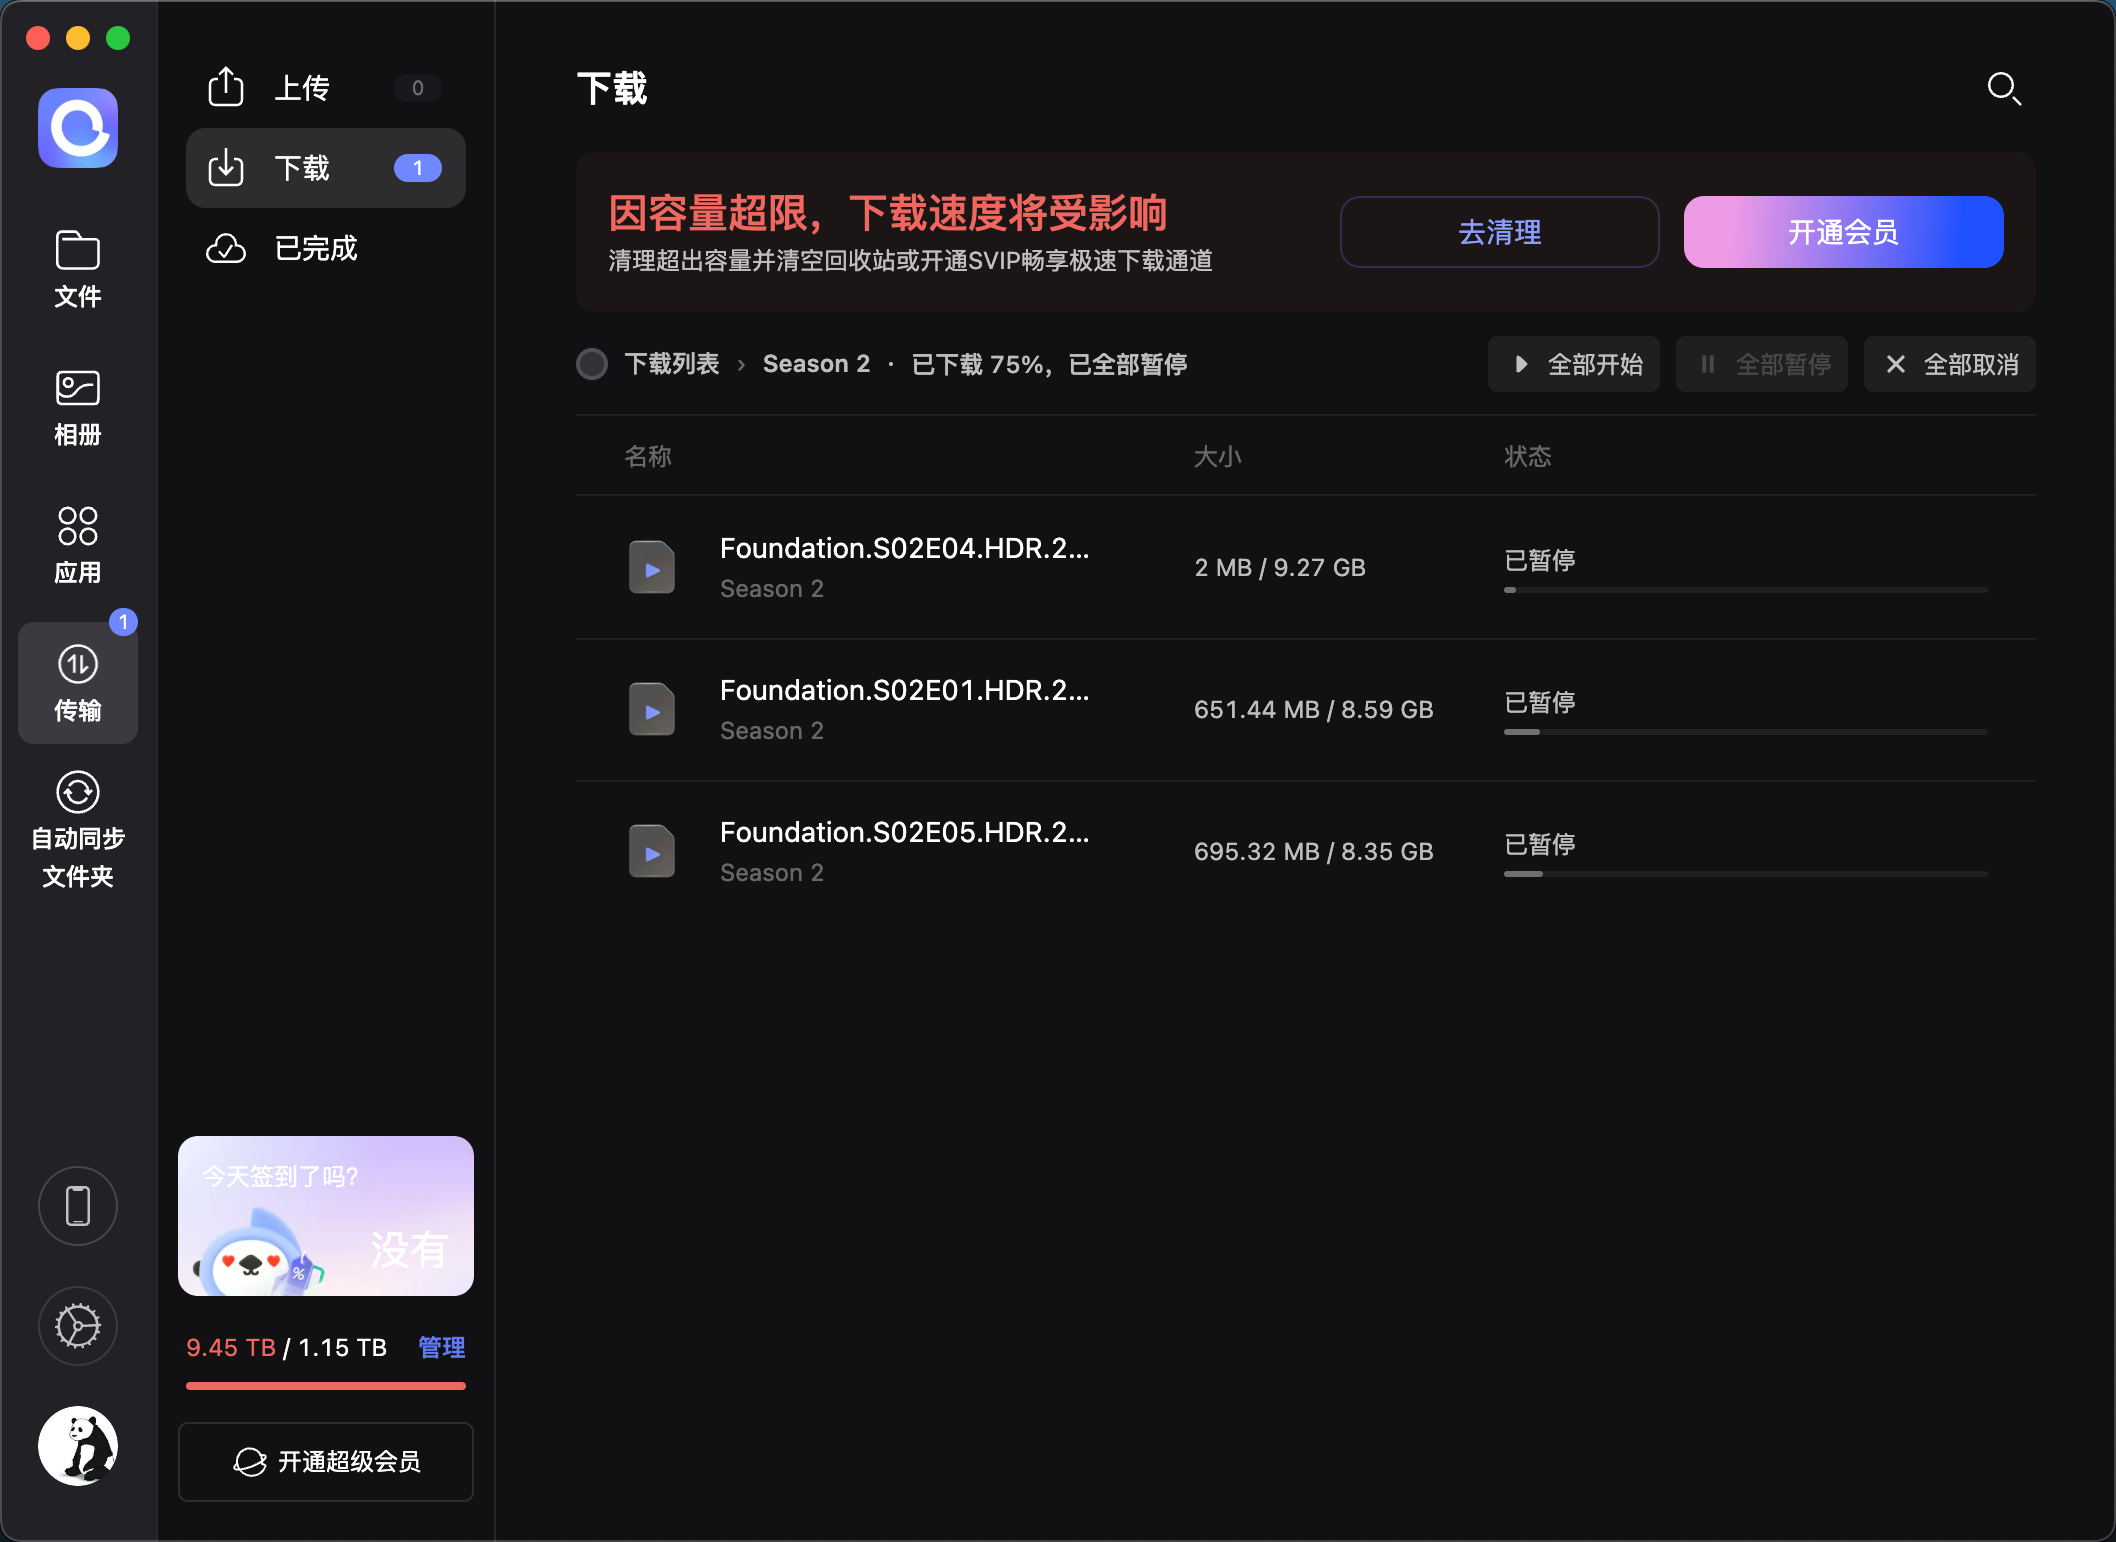 文件
相册
应用
1
传输
自动同步
文件夹
上传 0
下载 1
已完成
今天签到了吗?
没有
%
9.45 TB / 1.15 TB 管理
开通超级会员
下载
因容量超限，下载速度将受影响
清理超出容量并清空回收站或开通SVIP畅享极速下载通道
去清理
开通会员
下载列表 › Season 2 · 已下载 75%，已全部暂停
全部开始
全部暂停
全部取消
名称 大小 状态
Foundation.S02E04.HDR.2...
Season 2
2 MB / 9.27 GB
已暂停
Foundation.S02E01.HDR.2...
Season 2
651.44 MB / 8.59 GB
已暂停
Foundation.S02E05.HDR.2...
Season 2
695.32 MB / 8.35 GB
已暂停